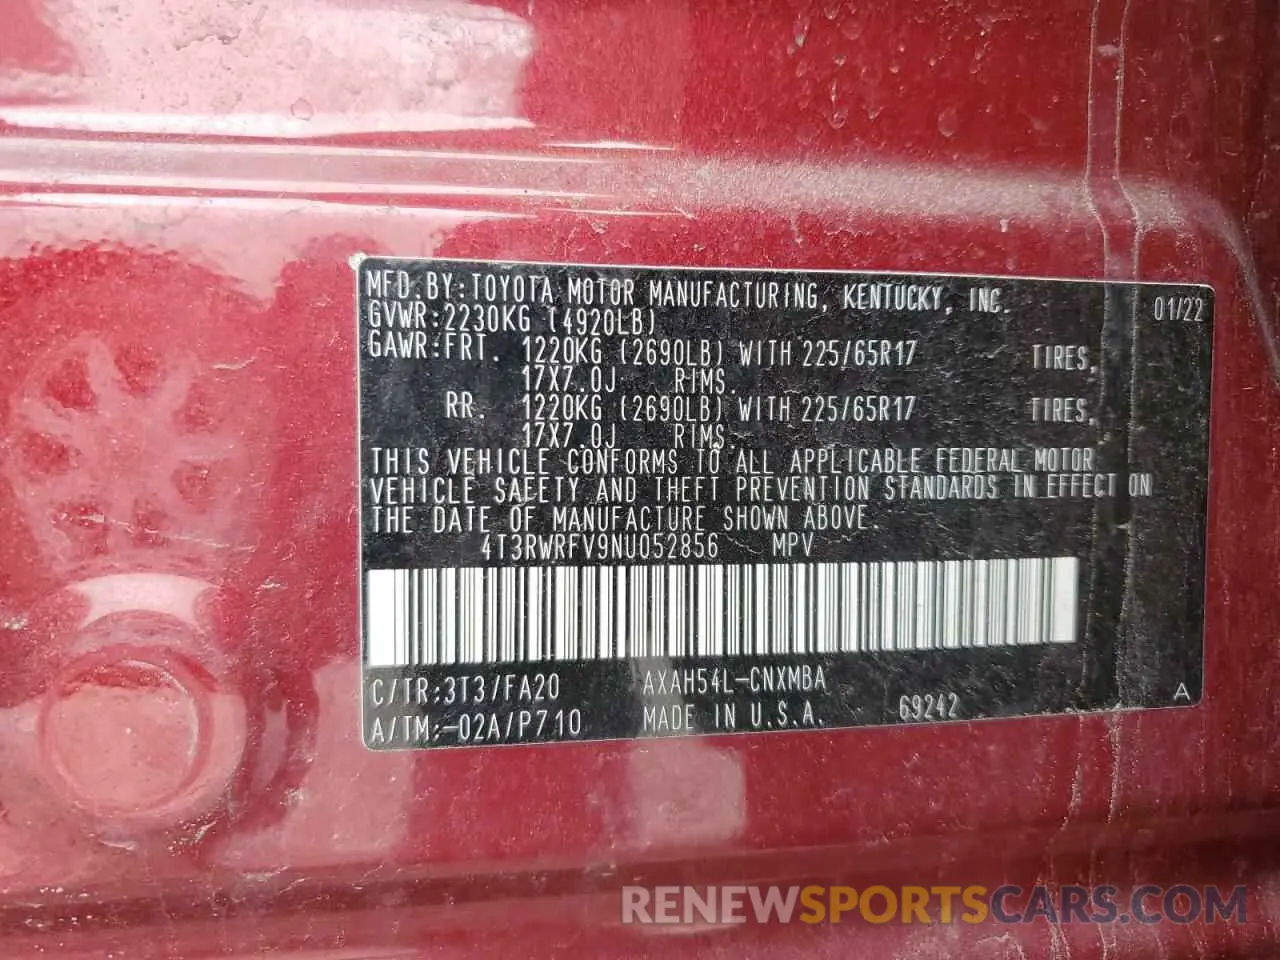 MFD.BY:TOYOTA MOTOR MANUFACTURING, KENTUCKY, INC. 01/22
GVWR:2230KG (4920LB)
GAWR:FRT. 1220KG (2690LB) WITH 225/65R17 TIRES,
17X7.0J RIMS.
RR. 1220KG (2690LB) WITH 225/65R17 TIRES,
17X7.0J RIMS.
THIS VEHICLE CONFORMS TO ALL APPLICABLE FEDERAL MOTOR
VEHICLE SAFETY AND THEFT PREVENTION STANDARDS IN EFFECT ON
THE DATE OF MANUFACTURE SHOWN ABOVE.
4T3RWRFV9NU052856 MPV
C/TR:3T3/FA20 AXAH54L-CNXMBA A
A/TM:-02A/P710 MADE IN U.S.A. 69242
RENEWSPORTSCARS.COM